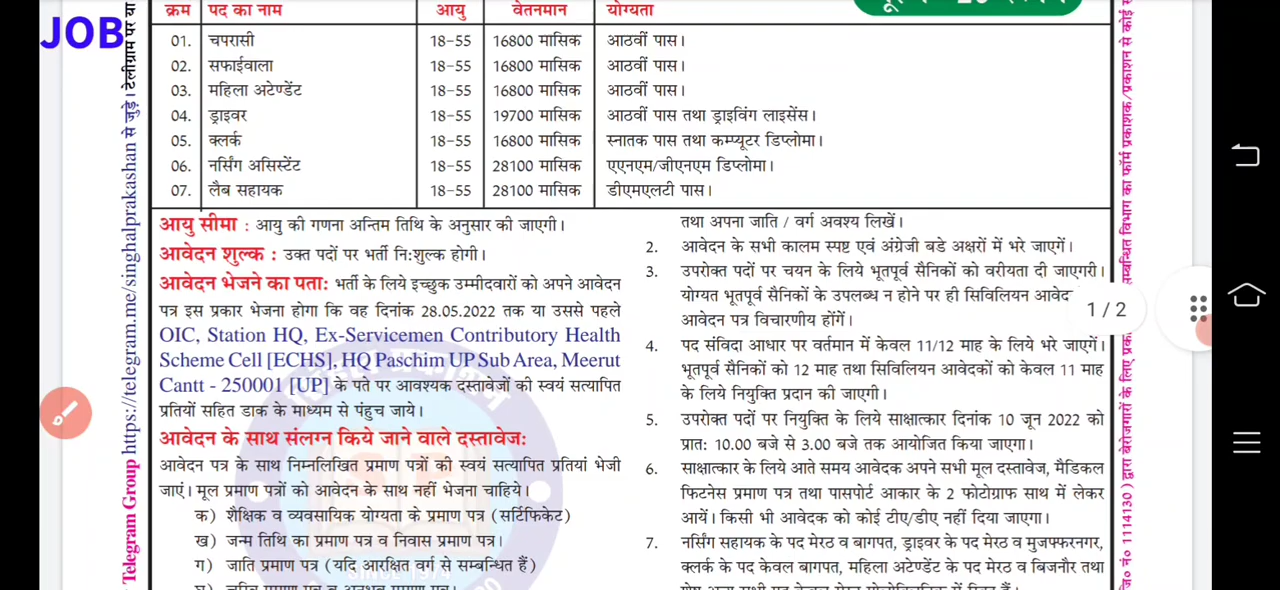 JOB
क्रम पद का नाम आयु वेतनमान योग्यता
01. चपरासी 18-55 16800 मासिक आठवीं पास।
02. सफाईवाला 18-55 16800 मासिक आठवीं पास।
03. महिला अटेण्डेंट 18-55 16800 मासिक आठवीं पास।
04. ड्राइवर 18-55 19700 मासिक आठवीं पास तथा ड्राइविंग लाइसेंस।
05. क्लर्क 18-55 16800 मासिक स्नातक पास तथा कम्प्यूटर डिप्लोमा।
06. नर्सिंग असिस्टेंट 18-55 28100 मासिक एएनएम/जीएनएम डिप्लोमा।
07. लैब सहायक 18-55 28100 मासिक डीएमएलटी पास।
आयु सीमा : आयु की गणना अन्तिम तिथि के अनुसार की जाएगी।
आवेदन शुल्क : उक्त पदों पर भर्ती नि:शुल्क होगी।
आवेदन भेजने का पता: भर्ती के लिये इच्छुक उम्मीदवारों को अपने आवेदन
पत्र इस प्रकार भेजना होगा कि वह दिनांक 28.05.2022 तक या उससे पहले
OIC, Station HQ, Ex-Servicemen Contributory Health
Scheme Cell [ECHS], HQ Paschim UP Sub Area, Meerut
Cantt - 250001 [UP] के पते पर आवश्यक दस्तावेजों की स्वयं सत्यापित
प्रतियों सहित डाक के माध्यम से पंहुच जाये।
आवेदन के साथ संलग्न किये जाने वाले दस्तावेज:
आवेदन पत्र के साथ निम्नलिखित प्रमाण पत्रों को स्वयं सत्यापित प्रतियां भेजी
जाएं। मूल प्रमाण पत्रों को आवेदन के साथ नहीं भेजना चाहिये।
क) शैक्षिक व व्यवसायिक योग्यता के प्रमाण पत्र (सर्टिफिकेट)
ख) जन्म तिथि का प्रमाण पत्र व निवास प्रमाण पत्र।
ग) जाति प्रमाण पत्र (यदि आरक्षित वर्ग से सम्बन्धित हैं)
तथा अपना जाति / वर्ग अवश्य लिखें।
2. आवेदन के सभी कालम स्पष्ट एवं अंग्रेजी बडे अक्षरों में भरे जाएगें।
3. उपरोक्त पदों पर चयन के लिये भूतपूर्व सैनिकों को वरीयता दी जाएगरी।
योग्यत भूतपूर्व सैनिकों के उपलब्ध न होने पर ही सिविलियन आवेद
आवेदन पत्र विचारणीय होंगें।
4. पद संविदा आधार पर वर्तमान में केवल 11/12 माह के लिये भरे जाएगें।
भूतपूर्व सैनिकों को 12 माह तथा सिविलियन आवेदकों को केवल 11 माह
के लिये नियुक्ति प्रदान की जाएगी।
5. उपरोक्त पदों पर नियुक्ति के लिये साक्षात्कार दिनांक 10 जून 2022 को
प्रात: 10.00 बजे से 3.00 बजे तक आयोजित किया जाएगा।
6. साक्षात्कार के लिये आते समय आवेदक अपने सभी मूल दस्तावेज, मैडिकल
फिटनेस प्रमाण पत्र तथा पासपोर्ट आकार के 2 फोटोग्राफ साथ में लेकर
आयें। किसी भी आवेदक को कोई टीए/डीए नहीं दिया जाएगा।
7. नर्सिंग सहायक के पद मेरठ व बागपत, ड्राइवर के पद मेरठ व मुजफ्फरनगर,
क्लर्क के पद केवल बागपत, महिला अटेण्डेंट के पद मेरठ व बिजनौर तथा
1 / 2
Telegram Group https://telegram.me/singhalprakashan से जुड़े। टेलीग्राम पर या
जि० नं० 1114130) द्वारा बेरोजगारों के लिए प्रक
म्बन्धित विभाग का फॉर्म प्रकाशक/प्रकाशन से कोई
SINCE 1974